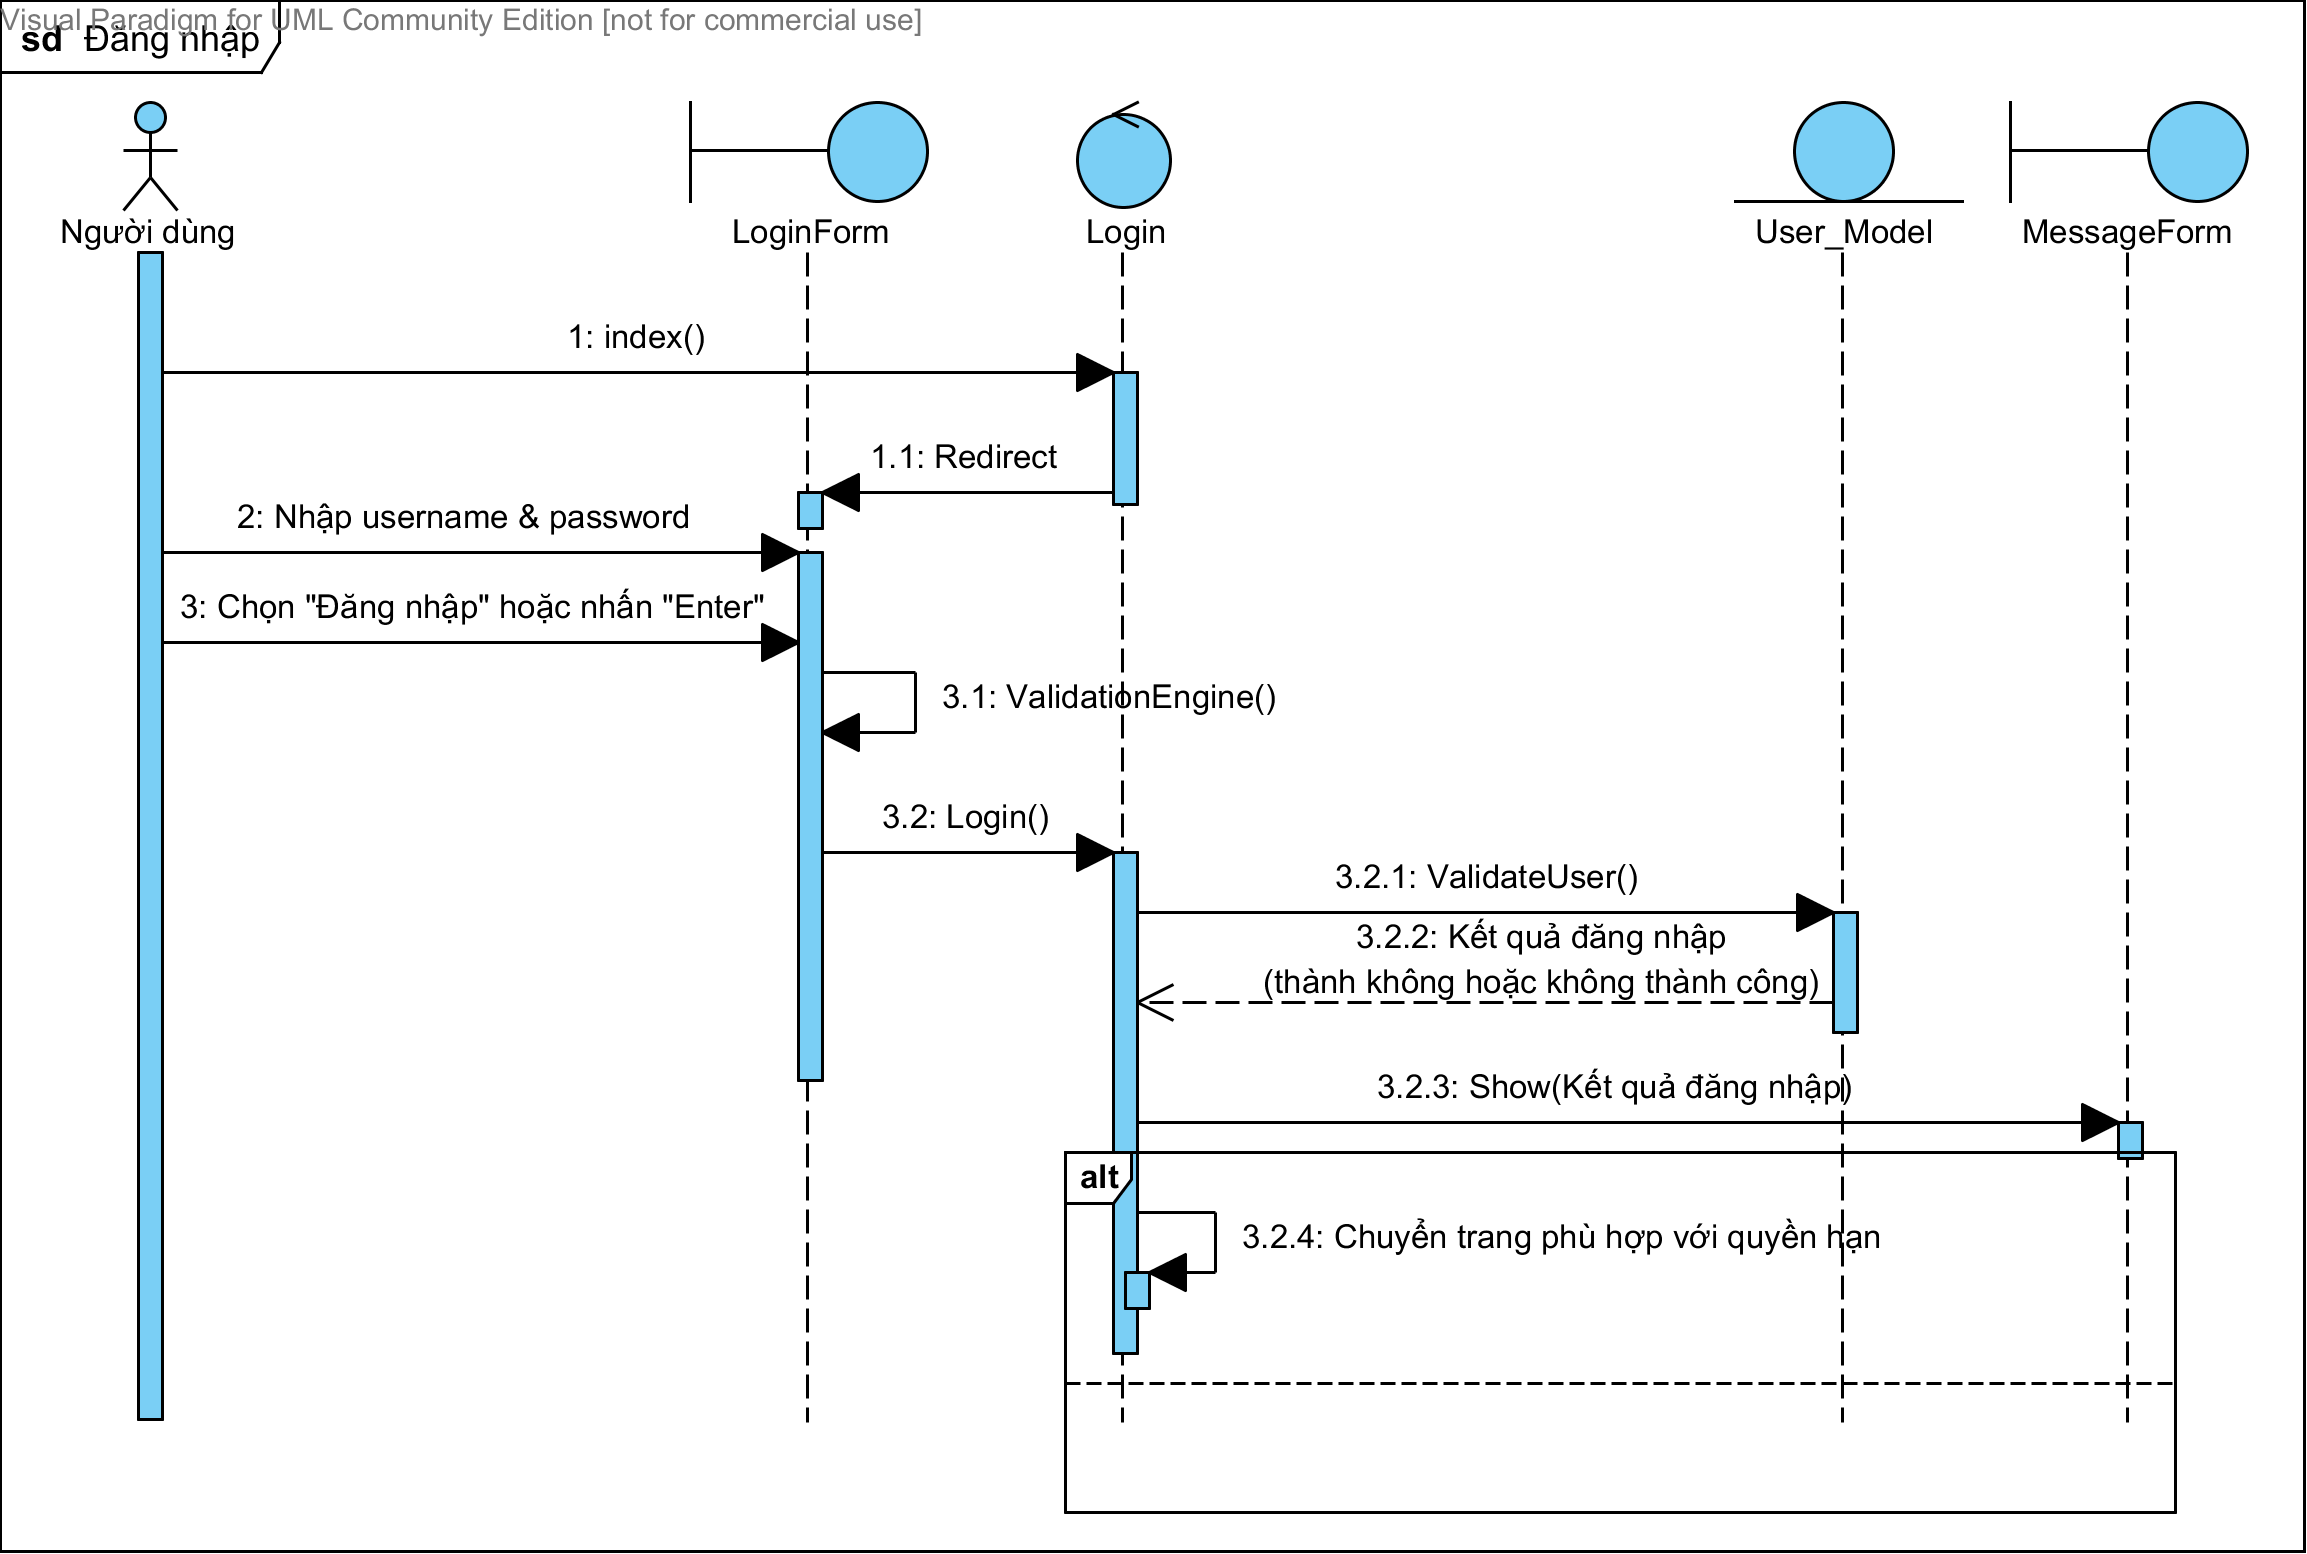 Visual Paradigm for UML Community Edition [not for commercial use]
sd Đăng nhập
Người dùng
LoginForm
Login
User_Model
MessageForm
1: index()
1.1: Redirect
2: Nhập username & password
3: Chọn "Đăng nhập" hoặc nhấn "Enter"
3.1: ValidationEngine()
3.2: Login()
3.2.1: ValidateUser()
3.2.2: Kết quả đăng nhập
(thành không hoặc không thành công)
3.2.3: Show(Kết quả đăng nhập)
alt
3.2.4: Chuyển trang phù hợp với quyền hạn